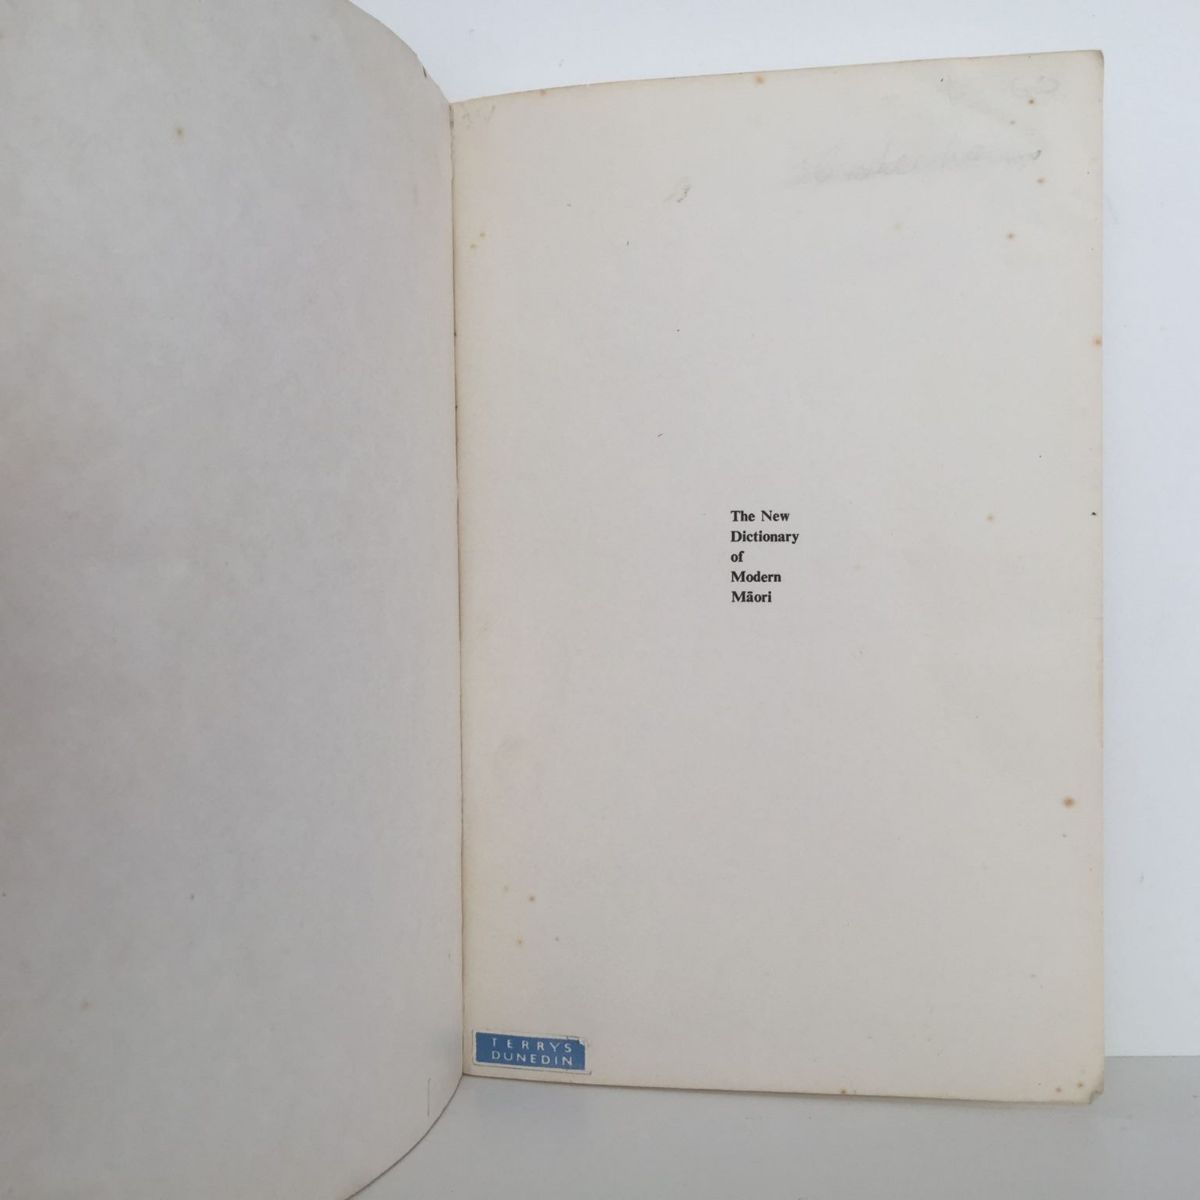 The New
Dictionary
of
Modern
Māori
TERRYS
DUNEDIN